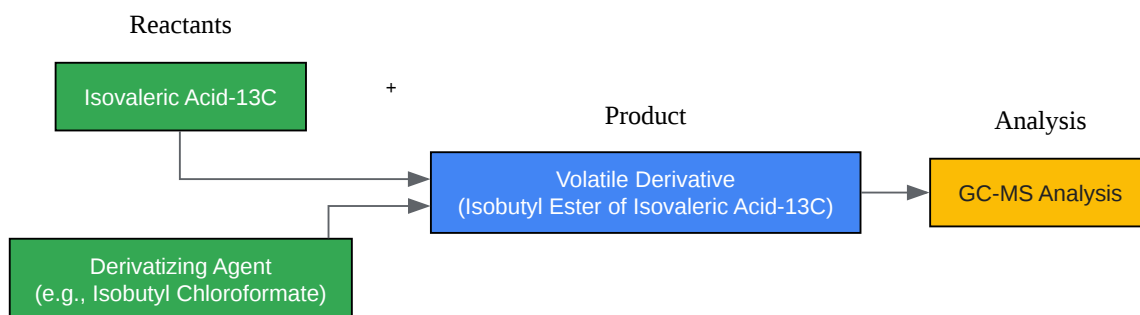 Reactants
Isovaleric Acid-13C
+
Product
Analysis
Volatile Derivative
(Isobutyl Ester of Isovaleric Acid-13C)
GC-MS Analysis
Derivatizing Agent
(e.g., Isobutyl Chloroformate)